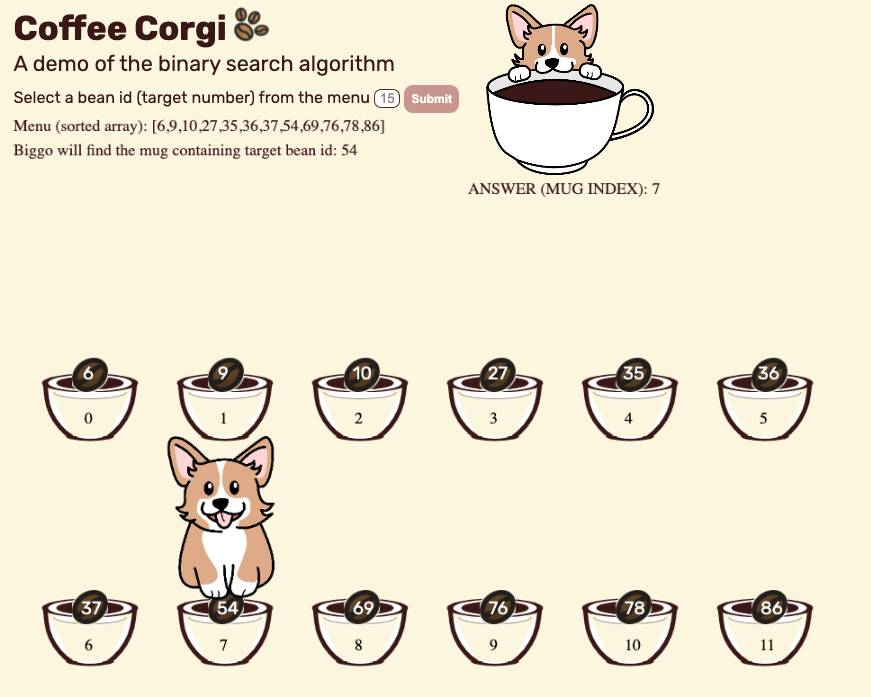 Coffee Corgi
A demo of the binary search algorithm
Select a bean id (target number) from the menu 15 Submit
Menu (sorted array): [6,9,10,27,35,36,37,54,69,76,78,86]
Biggo will find the mug containing target bean id: 54
ANSWER (MUG INDEX): 7
6 9 10 27 35 36
0 1 2 3 4 5
37 54 69 76 78 86
6 7 8 9 10 11